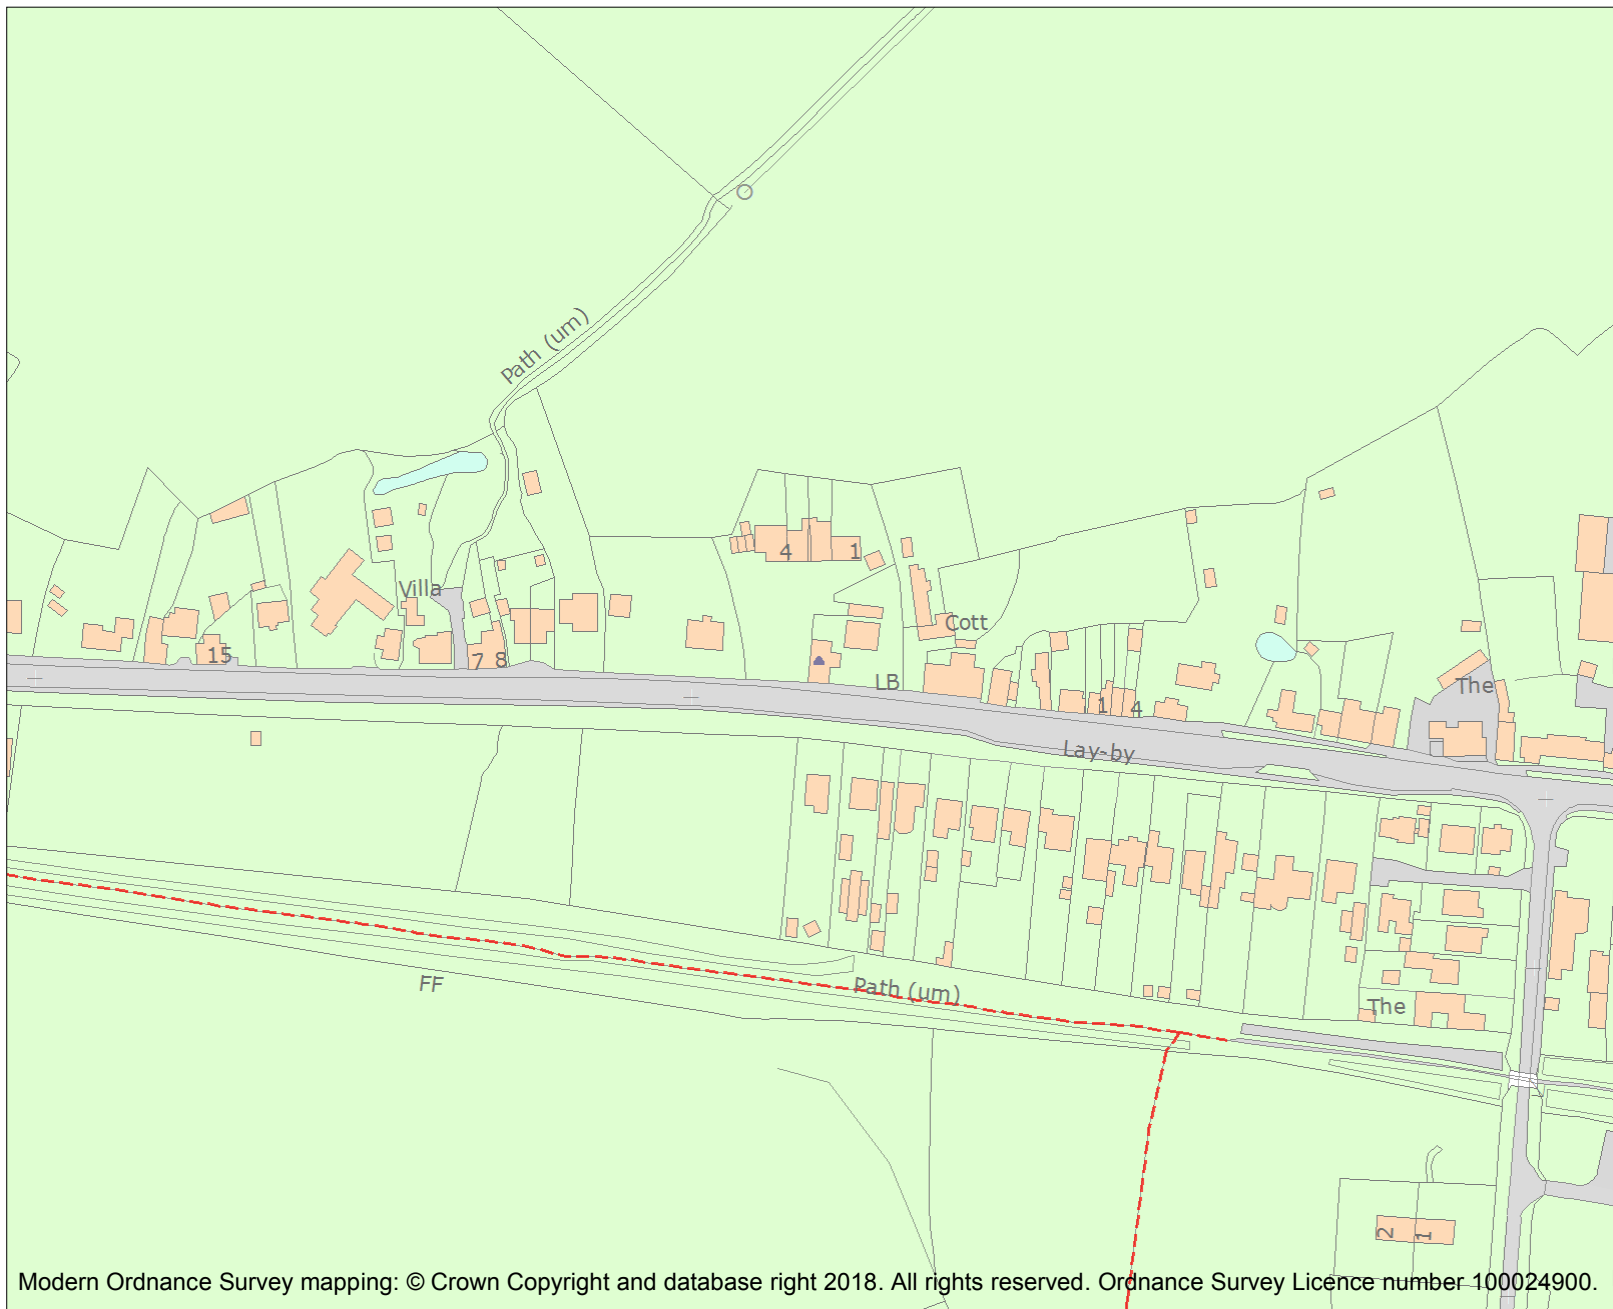 Path (um)
4
1
Villa
Cott
15
7
8
LB
The
1
4
Lay-by
FF
Path (um)
The
2
1
Modern Ordnance Survey mapping: © Crown Copyright and database right 2018. All rights reserved. Ordnance Survey Licence number 100024900.